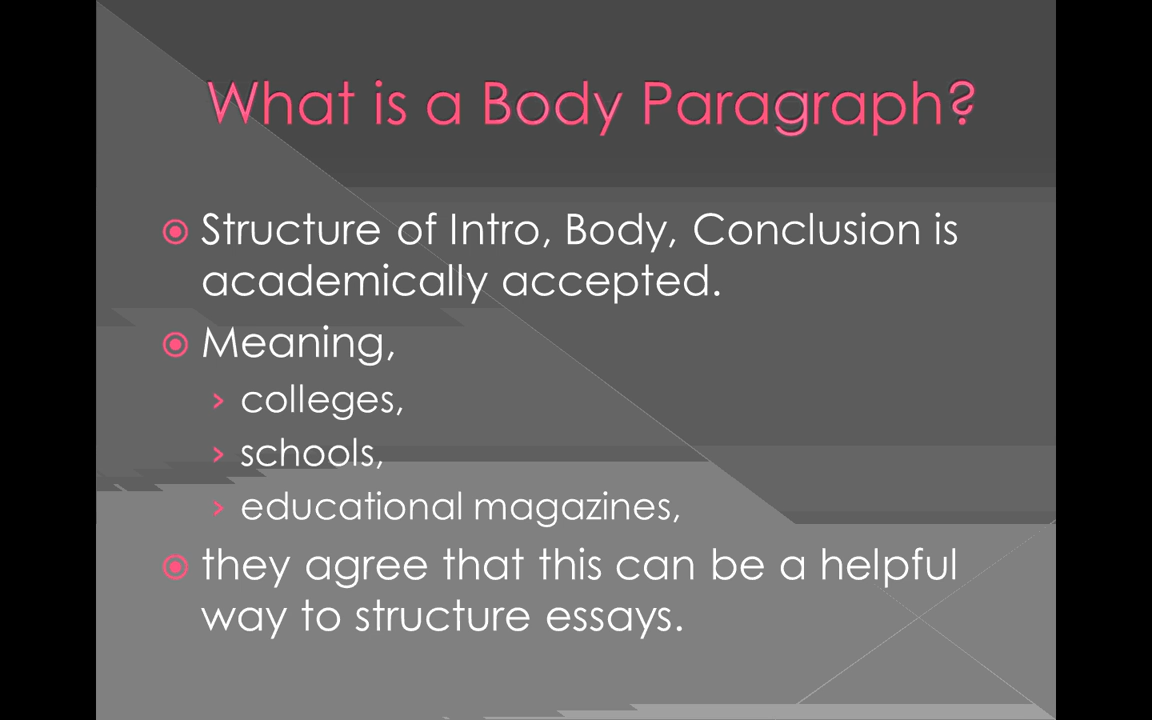 What is a Body Paragraph?
Structure of Intro, Body, Conclusion is
academically accepted.
Meaning,
colleges,
schools,
educational magazines,
they agree that this can be a helpful
way to structure essays.